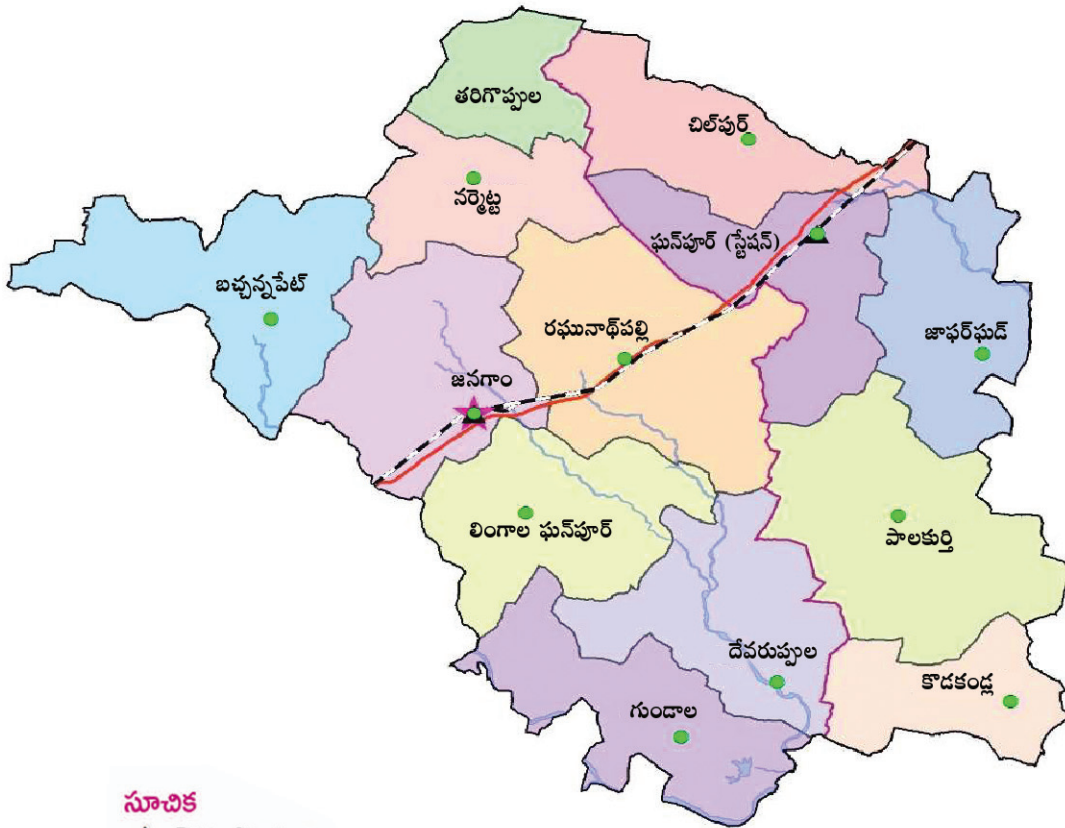 తరిగొప్పుల
చిల్‌పుర్
నర్మెట్ట
ఘన్‌పూర్ (స్టేషన్)
బచ్చన్నపేట్
రఘునాథ్‌పల్లి
జాఫర్‌ఘడ్
జనగాం
లింగాల ఘన్‌పూర్
పాలకుర్తి
దేవరుప్పుల
కొడకండ్ల
గుండాల
సూచిక